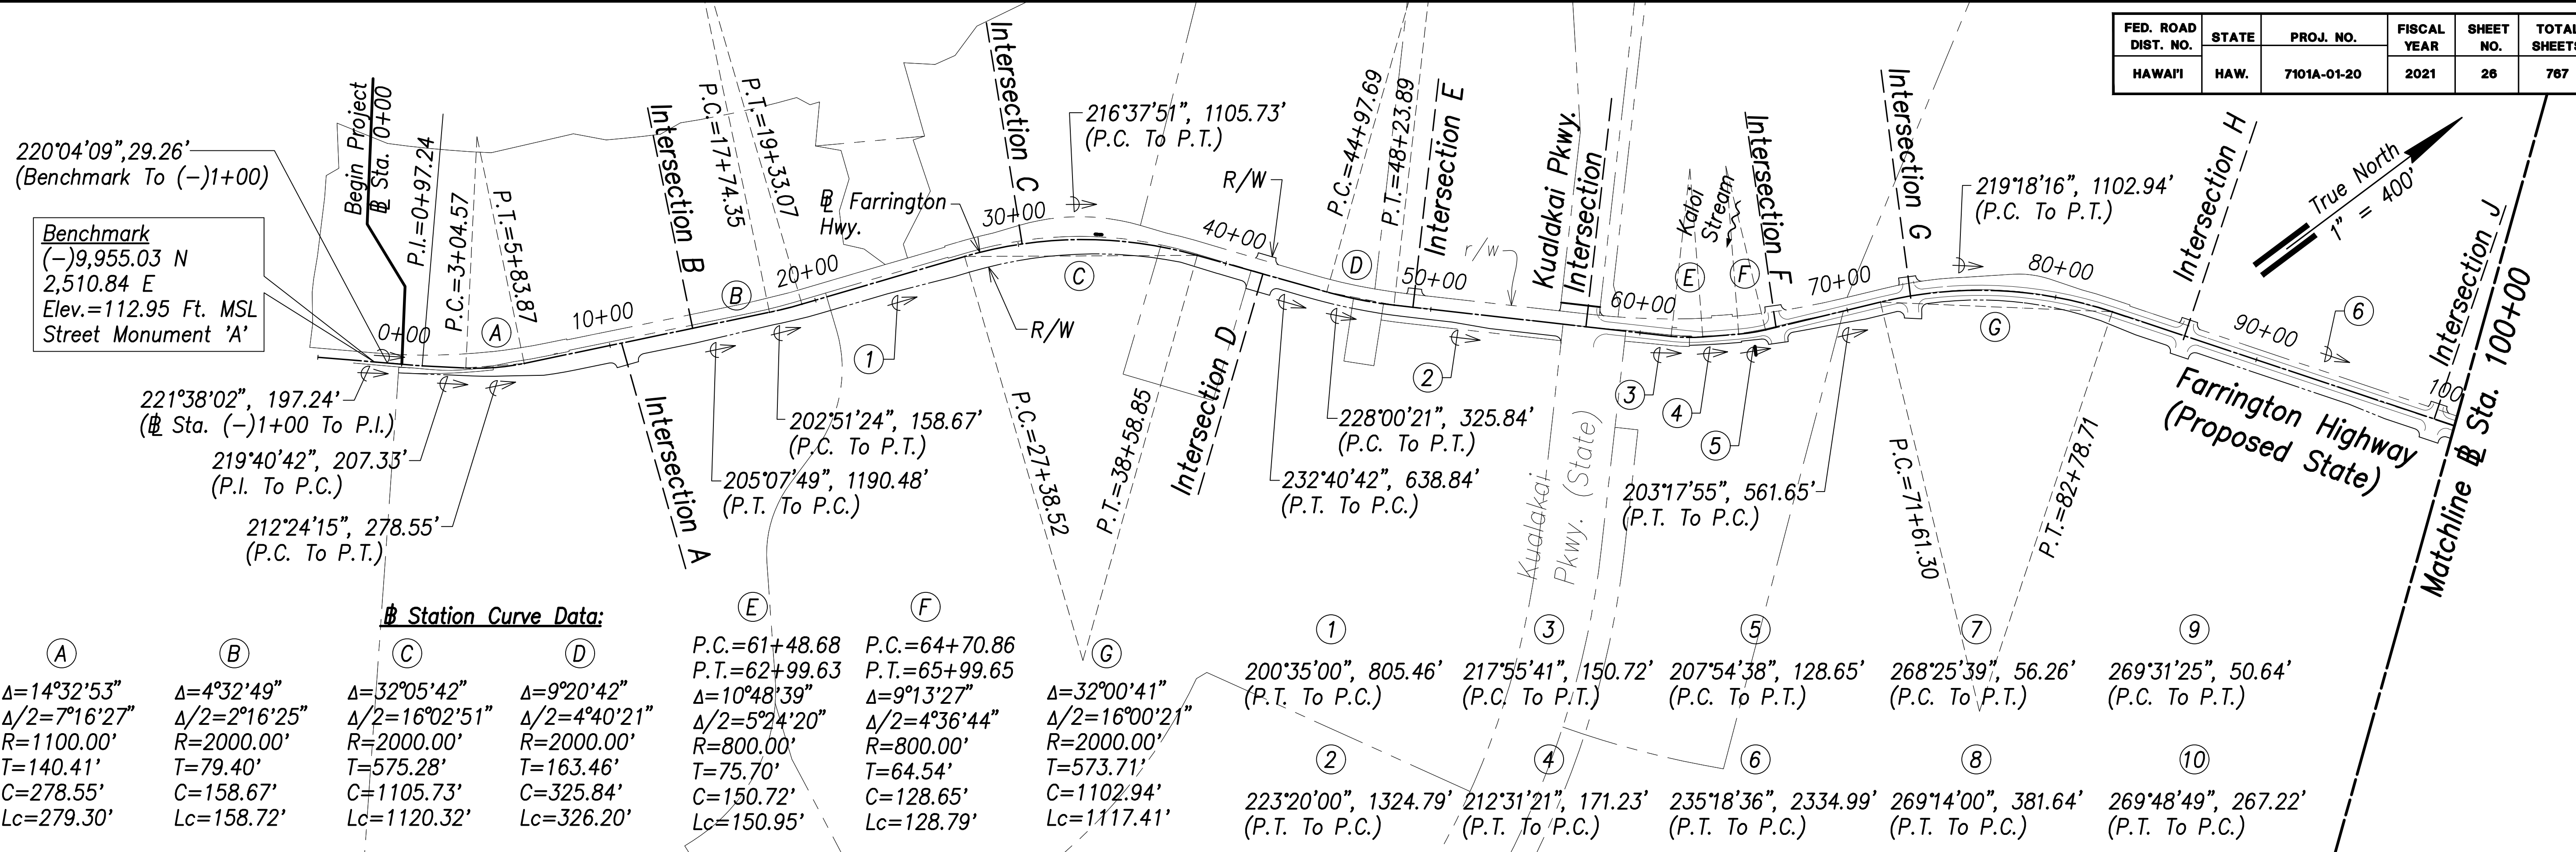 FED. ROAD DIST. NO. STATE PROJ. NO. FISCAL YEAR SHEET NO. TOTAL SHEETS
HAWAI'I HAW. 7101A-01-20 2021 26 767
True North
1" = 400'
220°04'09",29.26'
(Benchmark To (-)1+00)
Benchmark
(-)9,955.03 N
2,510.84 E
Elev.=112.95 Ft. MSL
Street Monument 'A'
Begin Project
℄ Sta. 0+00
P.I.=0+97.24
P.C.=3+04.57
P.T.=5+83.87
A
0+00
10+00
Intersection B
P.C.=17+74.35
P.T.=19+33.07
B
20+00
℄ Farrington
Hwy.
Intersection C
30+00
216°37'51", 1105.73'
(P.C. To P.T.)
C
40+00
R/W
R/W
P.C.=44+97.69
P.T.=48+23.89
D
Intersection E
50+00
r/w
Kualakai Pkwy.
Intersection
60+00
Kaloi
Stream
E
F
Intersection F
70+00
Intersection G
219°18'16", 1102.94'
(P.C. To P.T.)
80+00
G
Intersection H
90+00
6
Intersection J
100
Matchline ℄ Sta. 100+00
Farrington Highway
(Proposed State)
221°38'02", 197.24'
(℄ Sta. (-)1+00 To P.I.)
219°40'42", 207.33'
(P.I. To P.C.)
212°24'15", 278.55'
(P.C. To P.T.)
Intersection A
202°51'24", 158.67'
(P.C. To P.T.)
205°07'49", 1190.48'
(P.T. To P.C.)
1
P.C.=27+38.52
P.T.=38+58.85
Intersection D
228°00'21", 325.84'
(P.C. To P.T.)
232°40'42", 638.84'
(P.T. To P.C.)
2
Kualakai
Pkwy. (State)
3
4
5
203°17'55", 561.65'
(P.T. To P.C.)
P.C.=71+61.30
P.T.=82+78.71
℄ Station Curve Data:
A
Δ=14°32'53"
Δ/2=7°16'27"
R=1100.00'
T=140.41'
C=278.55'
Lc=279.30'
B
Δ=4°32'49"
Δ/2=2°16'25"
R=2000.00'
T=79.40'
C=158.67'
Lc=158.72'
C
Δ=32°05'42"
Δ/2=16°02'51"
R=2000.00'
T=575.28'
C=1105.73'
Lc=1120.32'
D
Δ=9°20'42"
Δ/2=4°40'21"
R=2000.00'
T=163.46'
C=325.84'
Lc=326.20'
E
P.C.=61+48.68
P.T.=62+99.63
Δ=10°48'39"
Δ/2=5°24'20"
R=800.00'
T=75.70'
C=150.72'
Lc=150.95'
F
P.C.=64+70.86
P.T.=65+99.65
Δ=9°13'27"
Δ/2=4°36'44"
R=800.00'
T=64.54'
C=128.65'
Lc=128.79'
G
Δ=32°00'41"
Δ/2=16°00'21"
R=2000.00'
T=573.71'
C=1102.94'
Lc=1117.41'
1
200°35'00", 805.46'
(P.T. To P.C.)
2
223°20'00", 1324.79'
(P.T. To P.C.)
3
217°55'41", 150.72'
(P.C. To P.T.)
4
212°31'21", 171.23'
(P.T. To P.C.)
5
207°54'38", 128.65'
(P.C. To P.T.)
6
235°18'36", 2334.99'
(P.T. To P.C.)
7
268°25'39", 56.26'
(P.C. To P.T.)
8
269°14'00", 381.64'
(P.T. To P.C.)
9
269°31'25", 50.64'
(P.C. To P.T.)
10
269°48'49", 267.22'
(P.T. To P.C.)